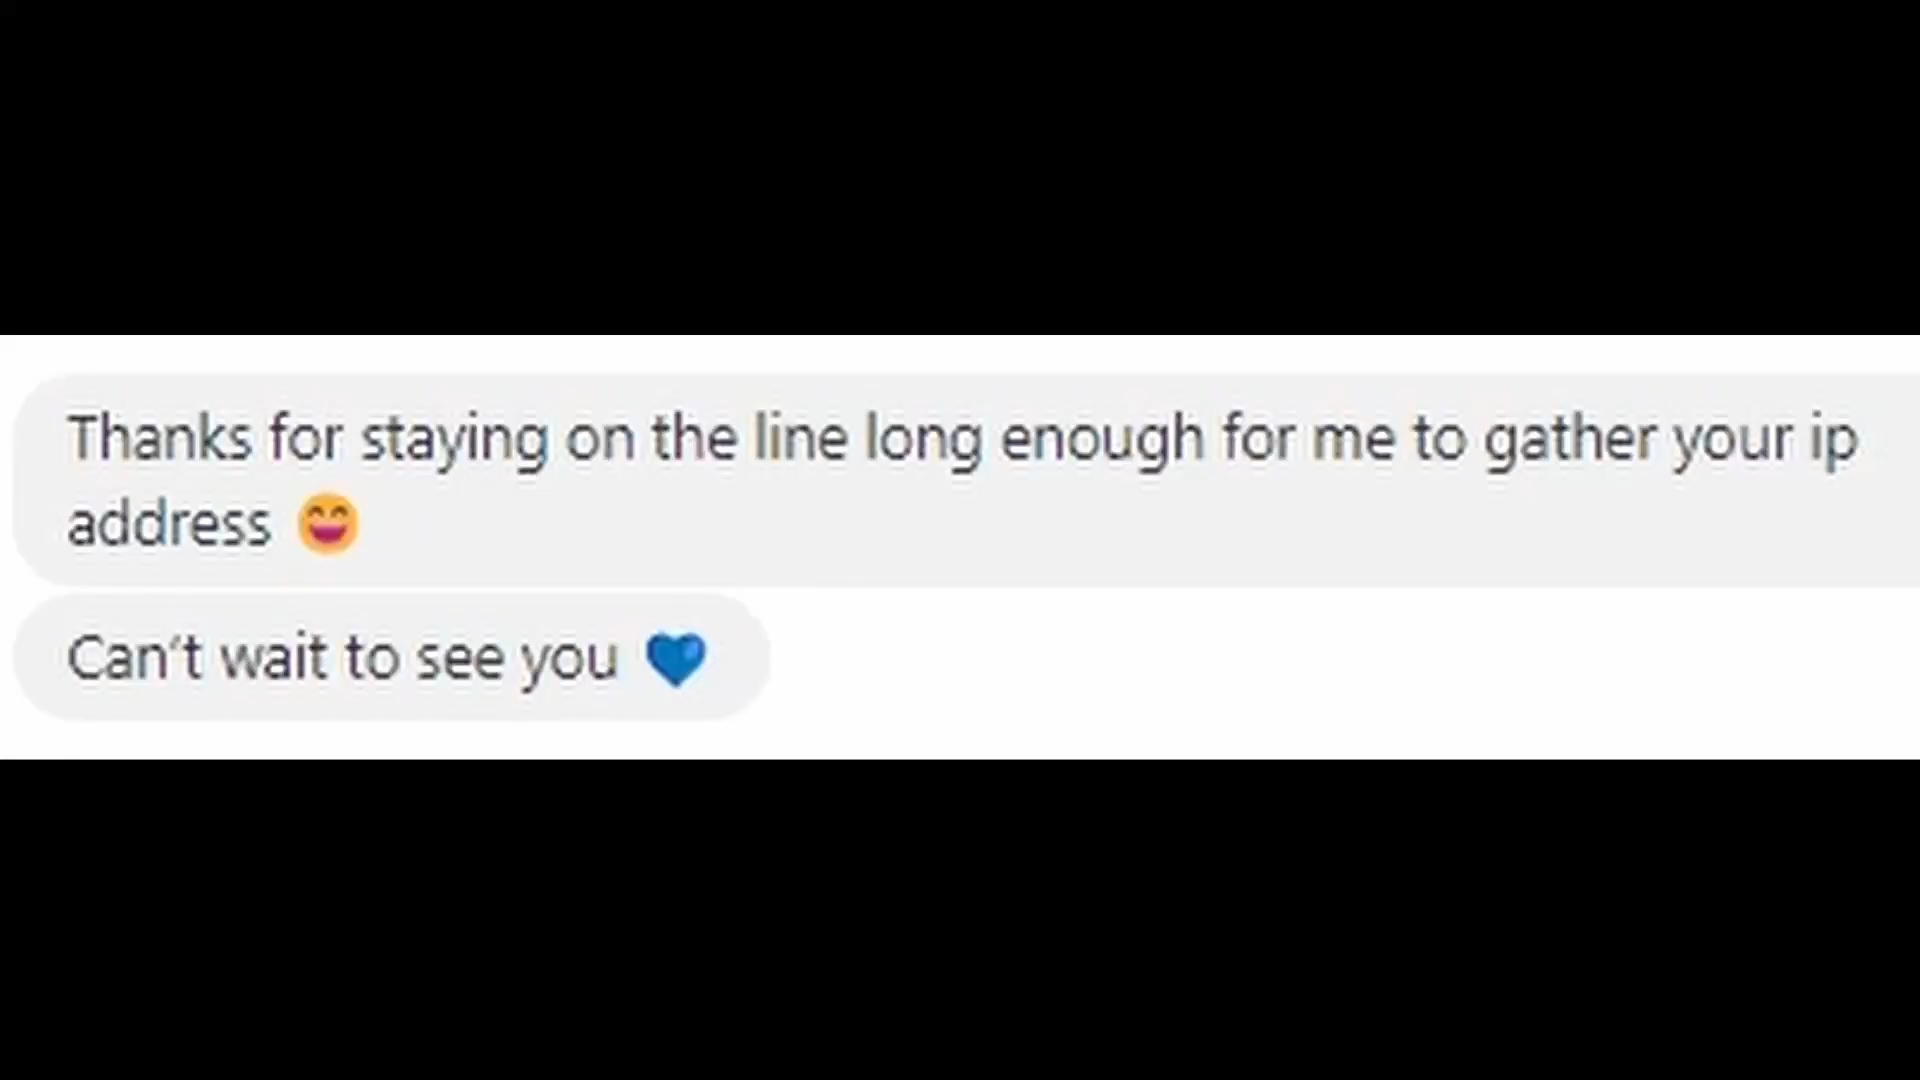 Thanks for staying on the line long enough for me to gather your ip
address 😄
Can't wait to see you 💙